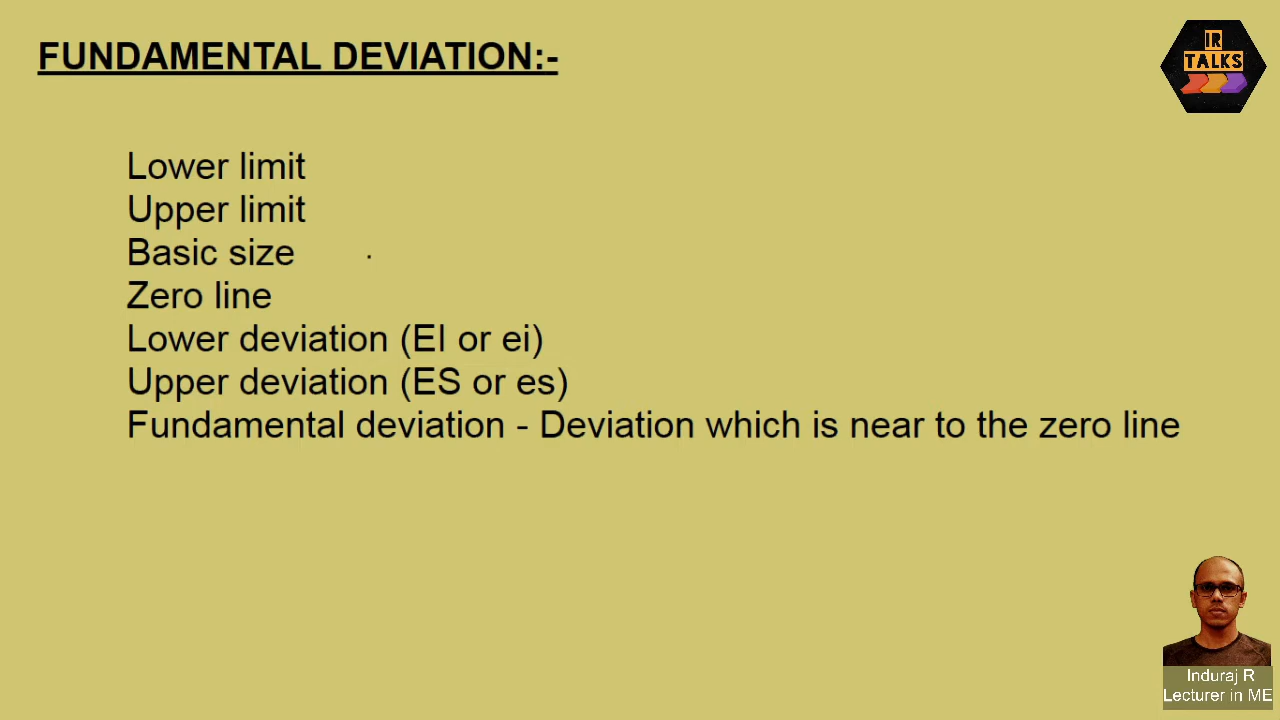 FUNDAMENTAL DEVIATION:-
IR
TALKS
Lower limit
Upper limit
Basic size
Zero line
Lower deviation (EI or ei)
Upper deviation (ES or es)
Fundamental deviation - Deviation which is near to the zero line
Induraj R
Lecturer in ME